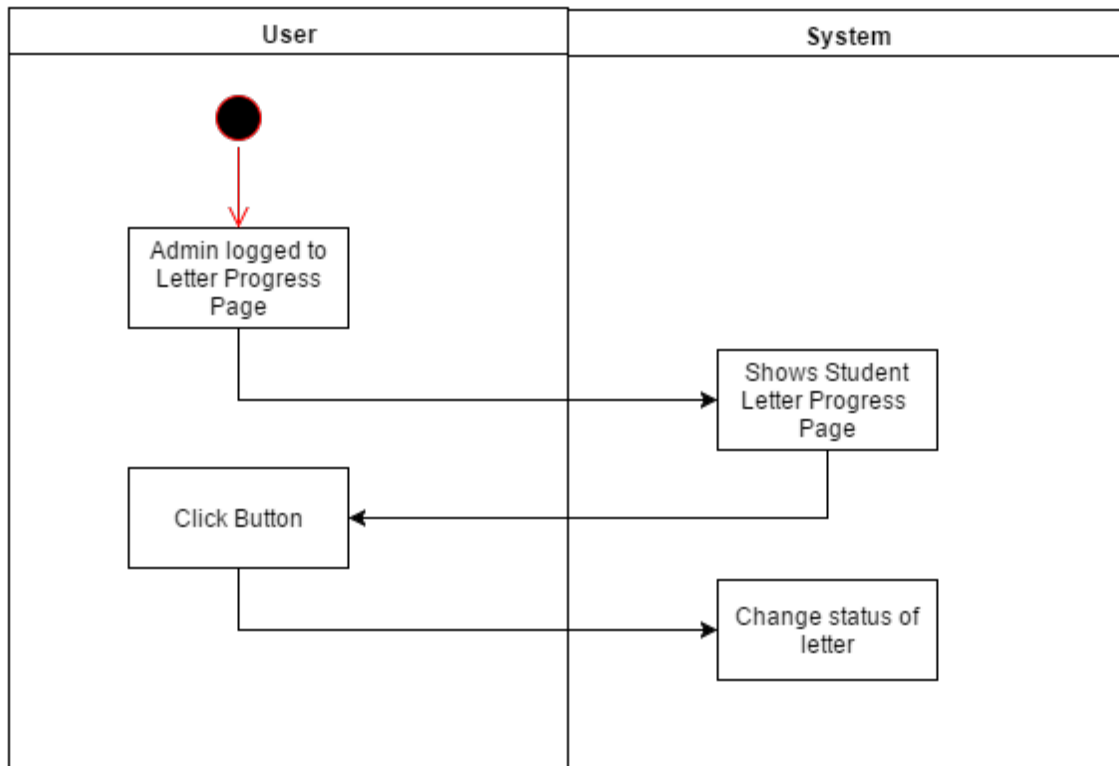 User
System
Admin logged to
Letter Progress
Page
Shows Student
Letter Progress
Page
Click Button
Change status of
letter